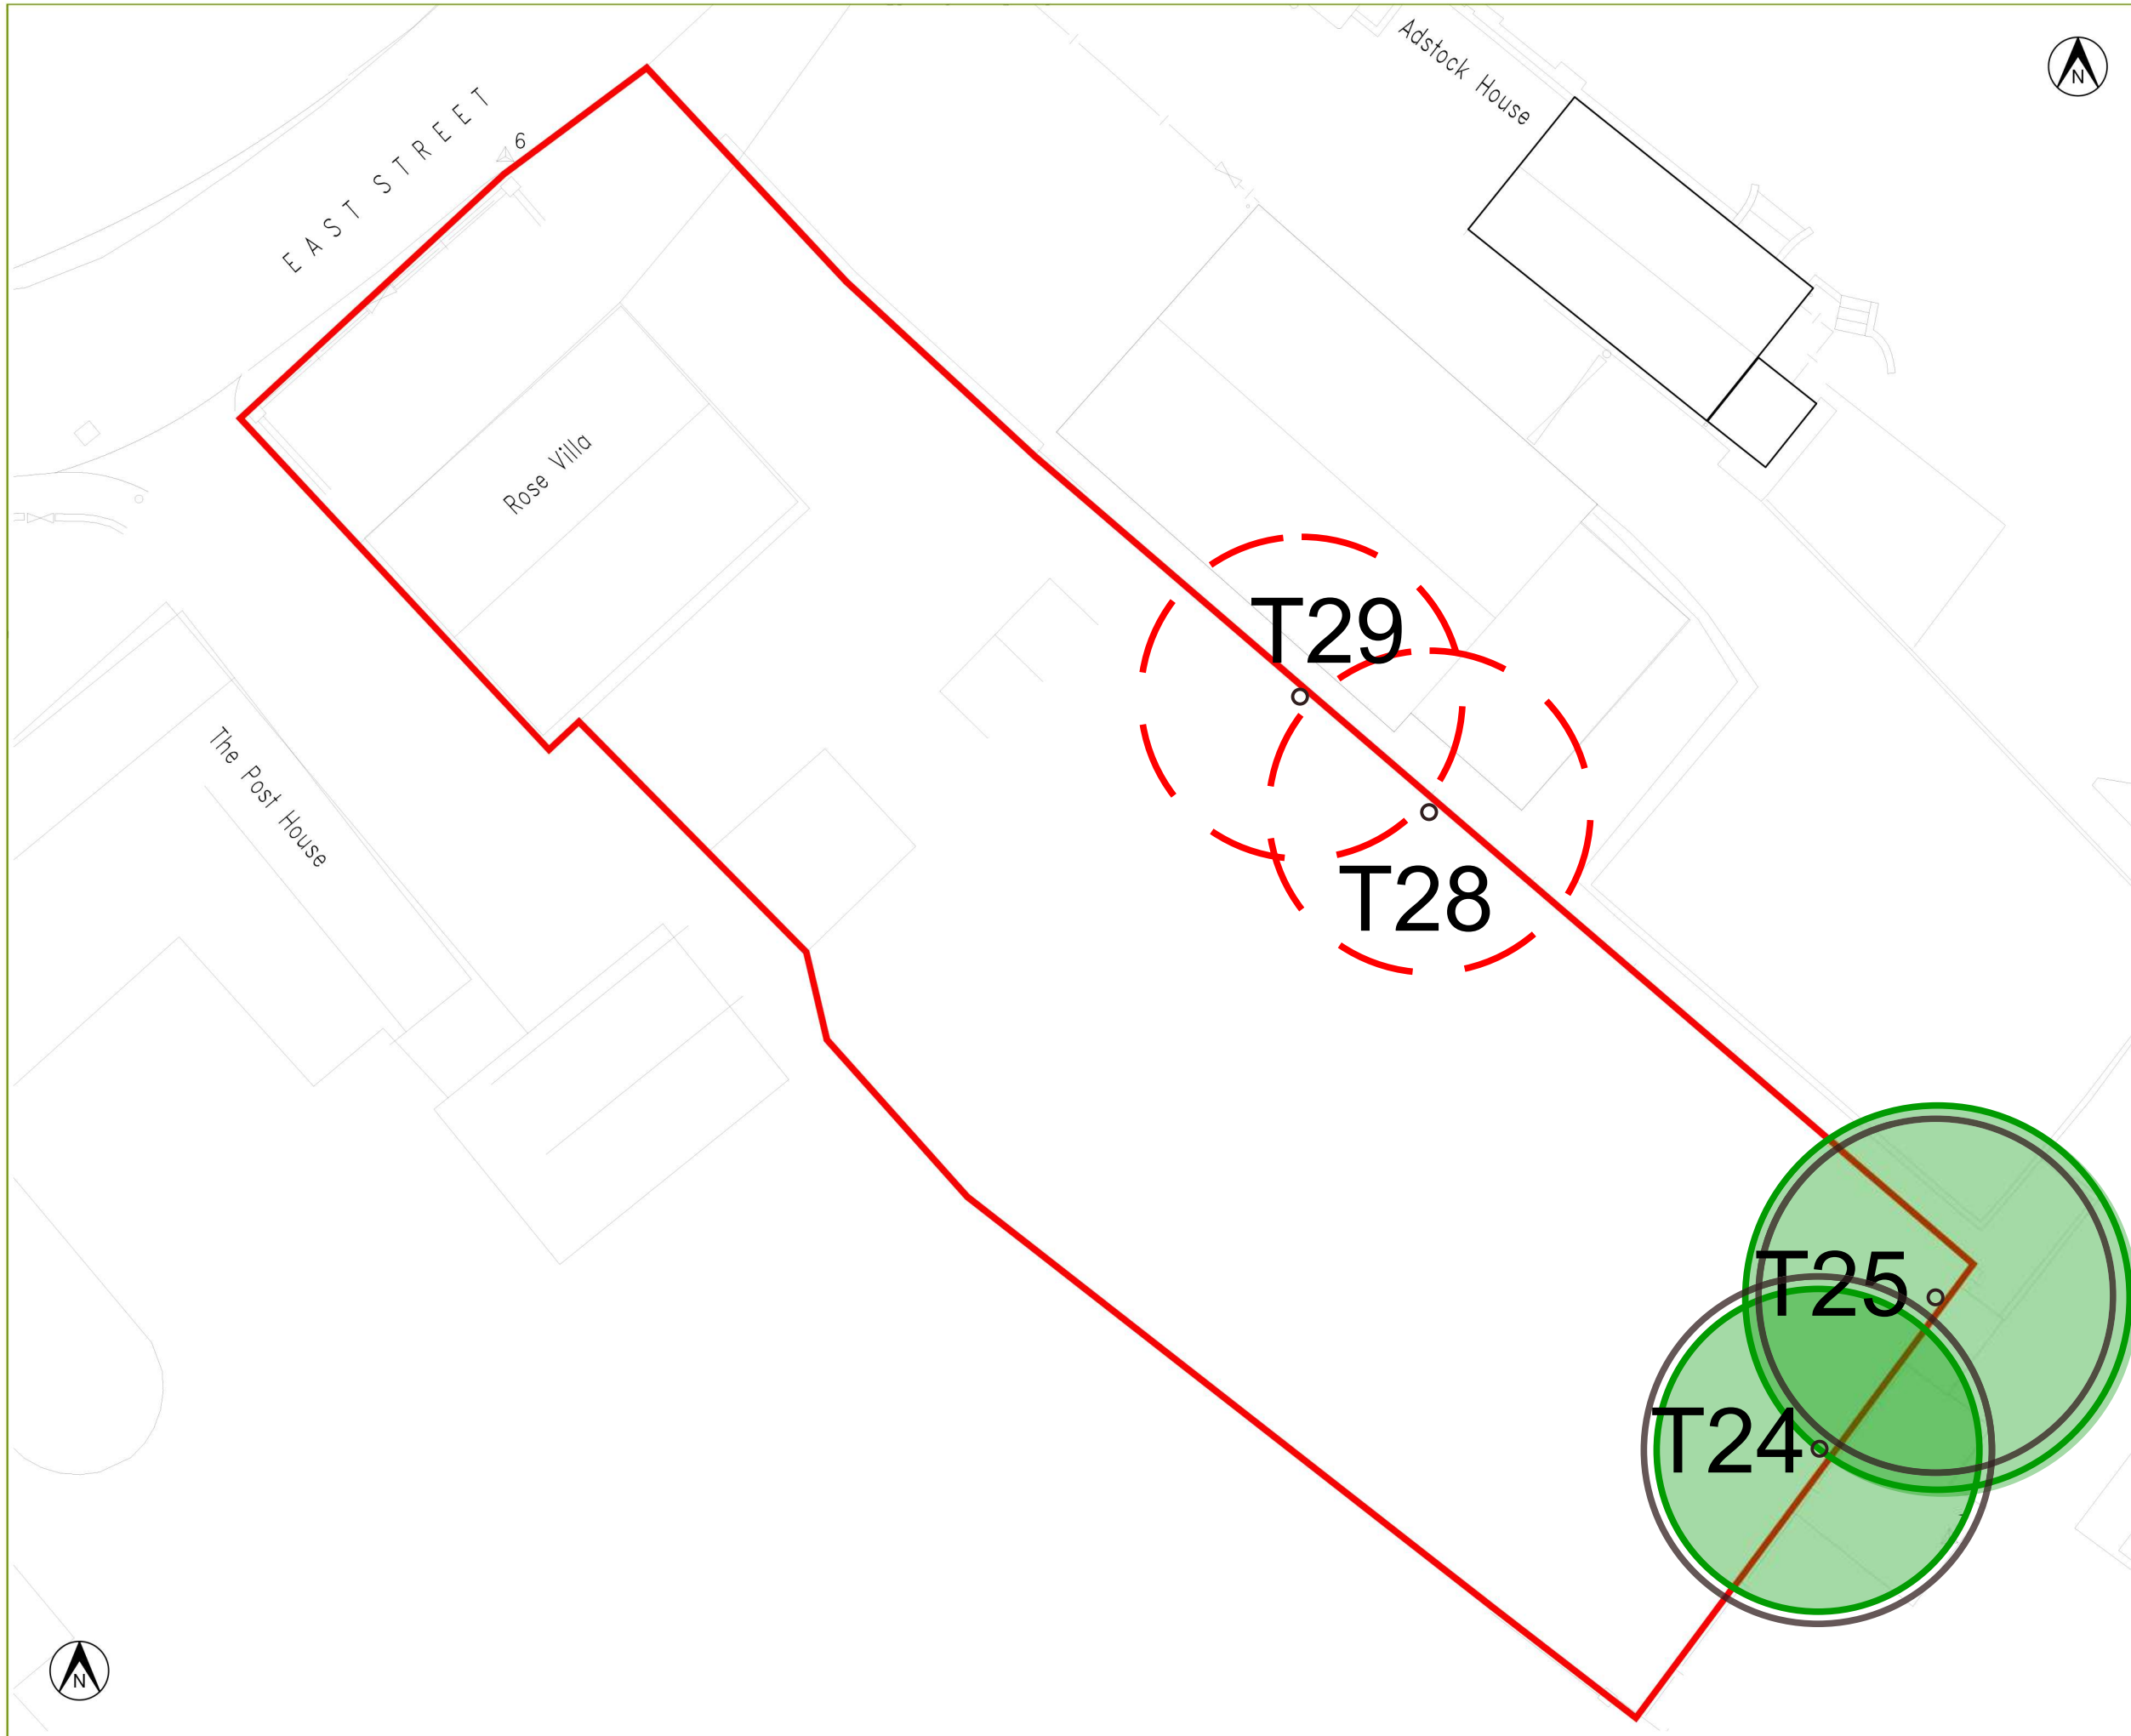 Adstock House
N
EAST STREET
6
Rose Villa
T29
The Post House
T28
T25
T24
N